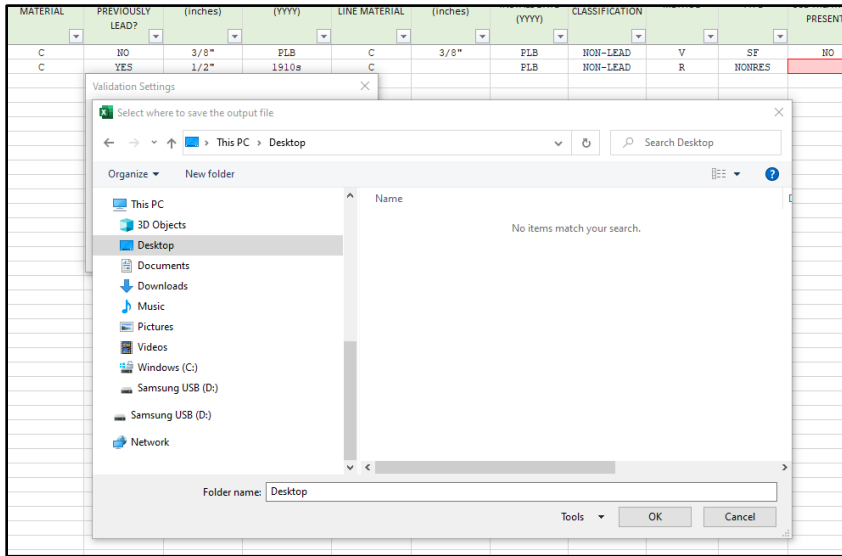 MATERIAL PREVIOUSLY LEAD? (inches) (YYYY) LINE MATERIAL (inches) (YYYY) CLASSIFICATION PRESENT
C NO 3/8" PLB C 3/8" PLB NON-LEAD V SF NO
C YES 1/2" 1910s C PLB NON-LEAD R NONRES
Validation Settings
Select where to save the output file
This PC > Desktop
Search Desktop
Organize New folder
This PC
3D Objects
Desktop
Documents
Downloads
Music
Pictures
Videos
Windows (C:)
Samsung USB (D:)
Samsung USB (D:)
Network
Name
No items match your search.
Folder name: Desktop
Tools OK Cancel